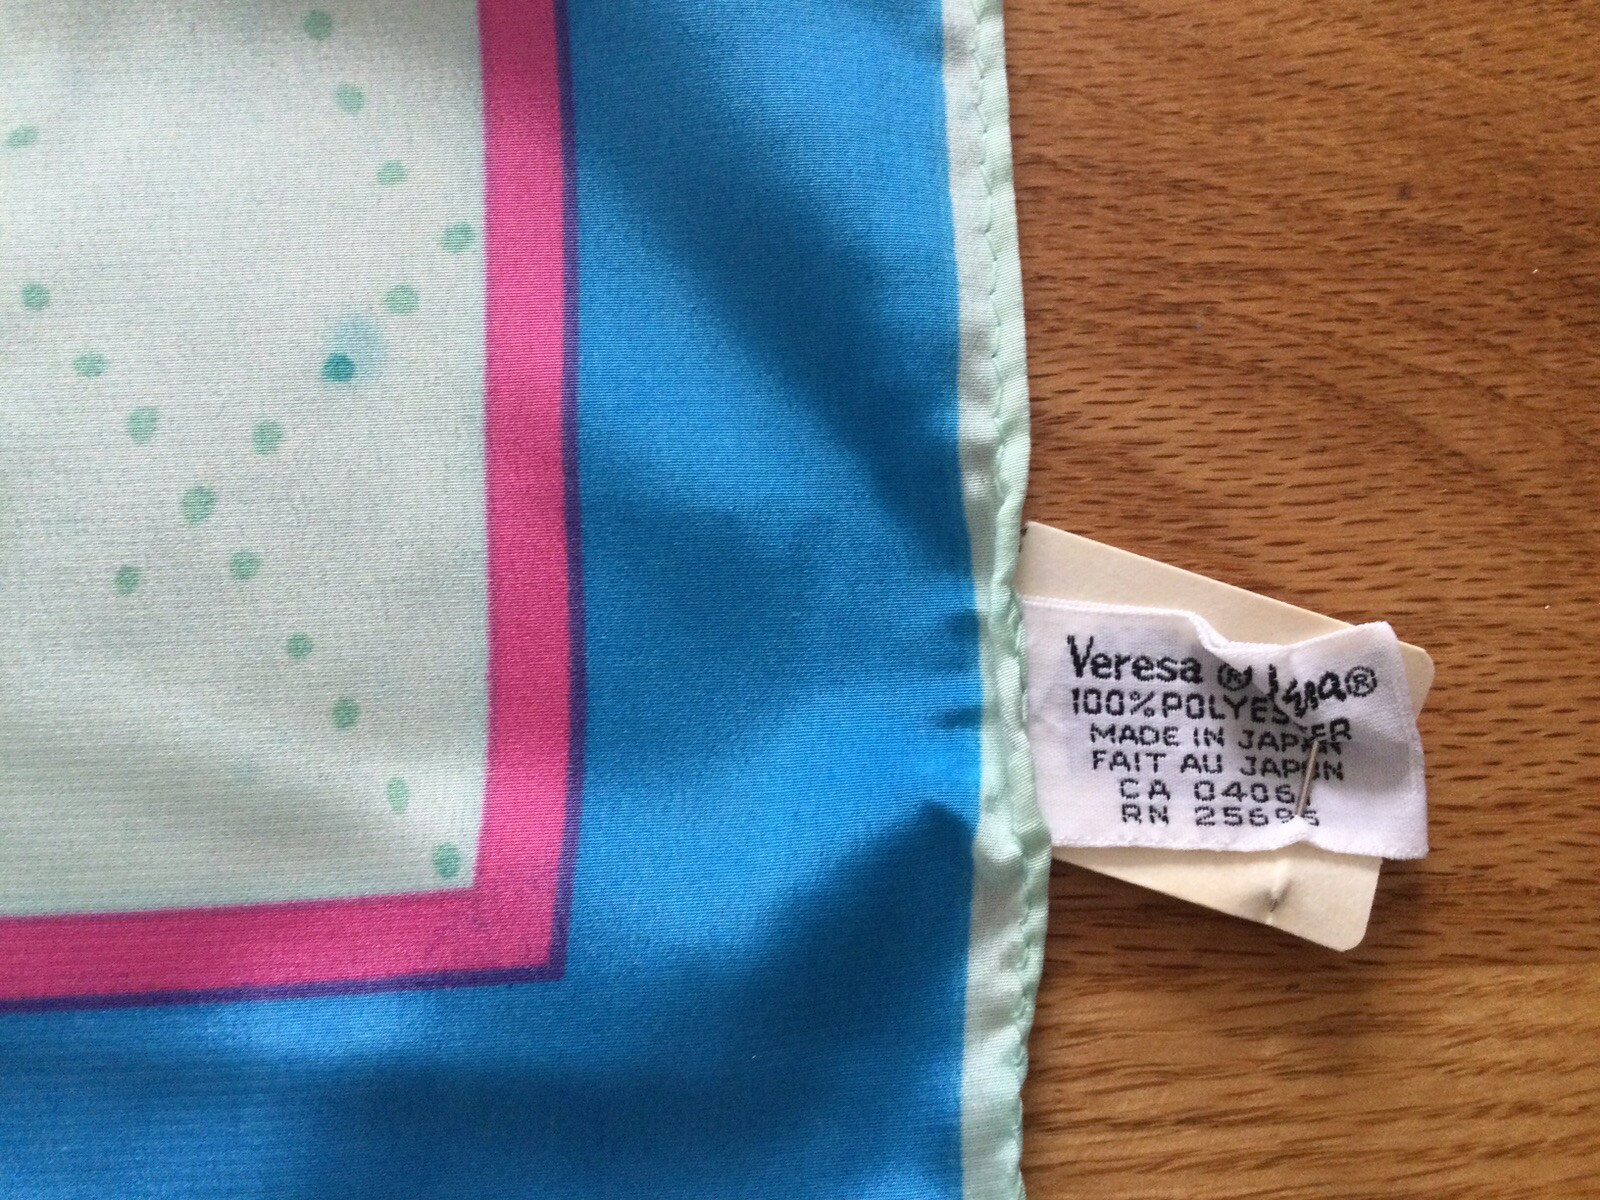 Veresa ® Vera®
100% POLYESTER
MADE IN JAPAN
FAIT AU JAPON
CA 0406
RN 25695